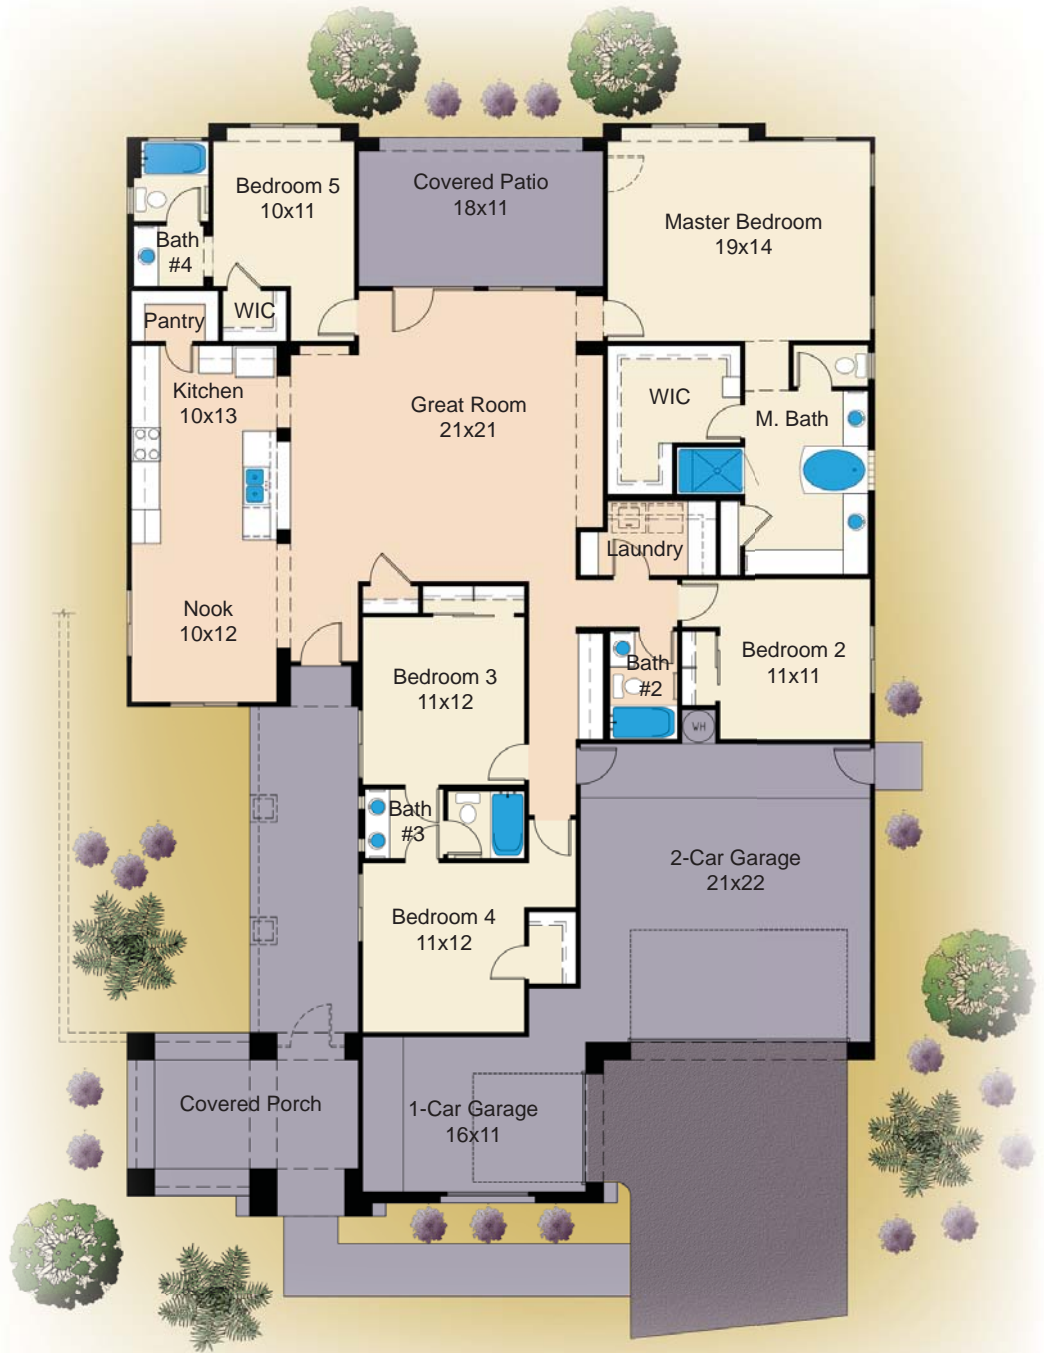 Bedroom 5
10x11
Covered Patio
18x11
Master Bedroom
19x14
Bath
#4
WIC
Pantry
Kitchen
10x13
Great Room
21x21
WIC
M. Bath
Laundry
Nook
10x12
Bedroom 3
11x12
Bath
#2
Bedroom 2
11x11
WH
Bath
#3
2-Car Garage
21x22
Bedroom 4
11x12
Covered Porch
1-Car Garage
16x11